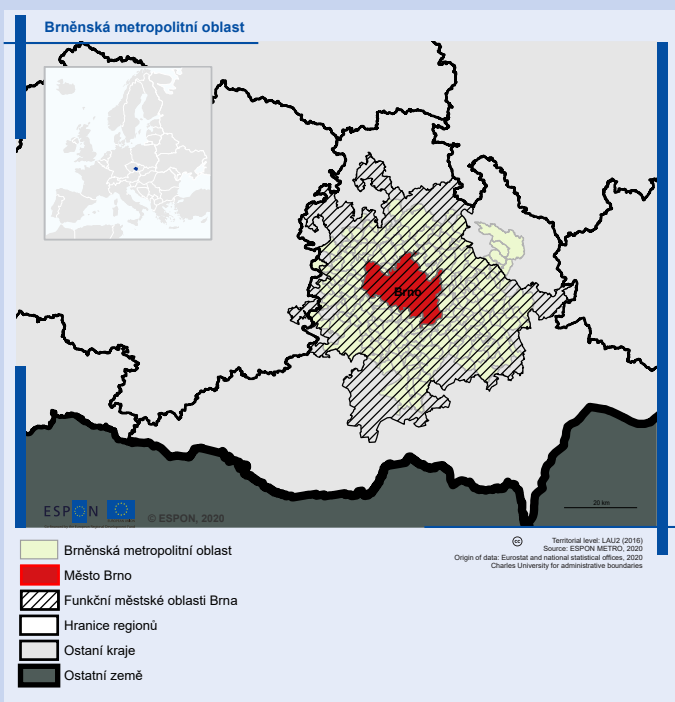 Brněnská metropolitní oblast
Brno
20 km
ESPON
© ESPON, 2020
cc
Territorial level: LAU2 (2016)
Source: ESPON METRO, 2020
Origin of data: Eurostat and national statistical offices, 2020
Charles University for administrative boundaries
Brněnská metropolitní oblast
Město Brno
Funkční městské oblasti Brna
Hranice regionů
Ostaní kraje
Ostatní země